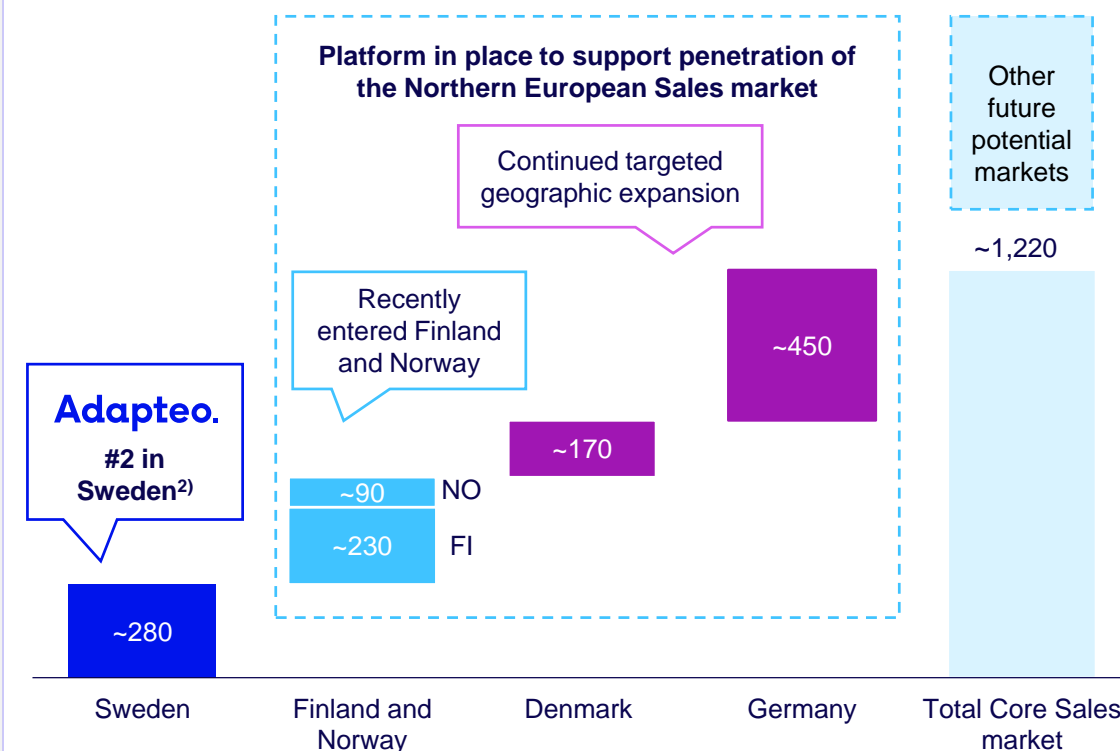 Platform in place to support penetration of
the Northern European Sales market
Other
future
potential
markets
Continued targeted
geographic expansion
~1,220
Recently
entered Finland
and Norway
~450
Adapteo.
#2 in
Sweden2)
~170
~90 NO
~230 FI
~280
Sweden
Finland and
Norway
Denmark
Germany
Total Core Sales
market